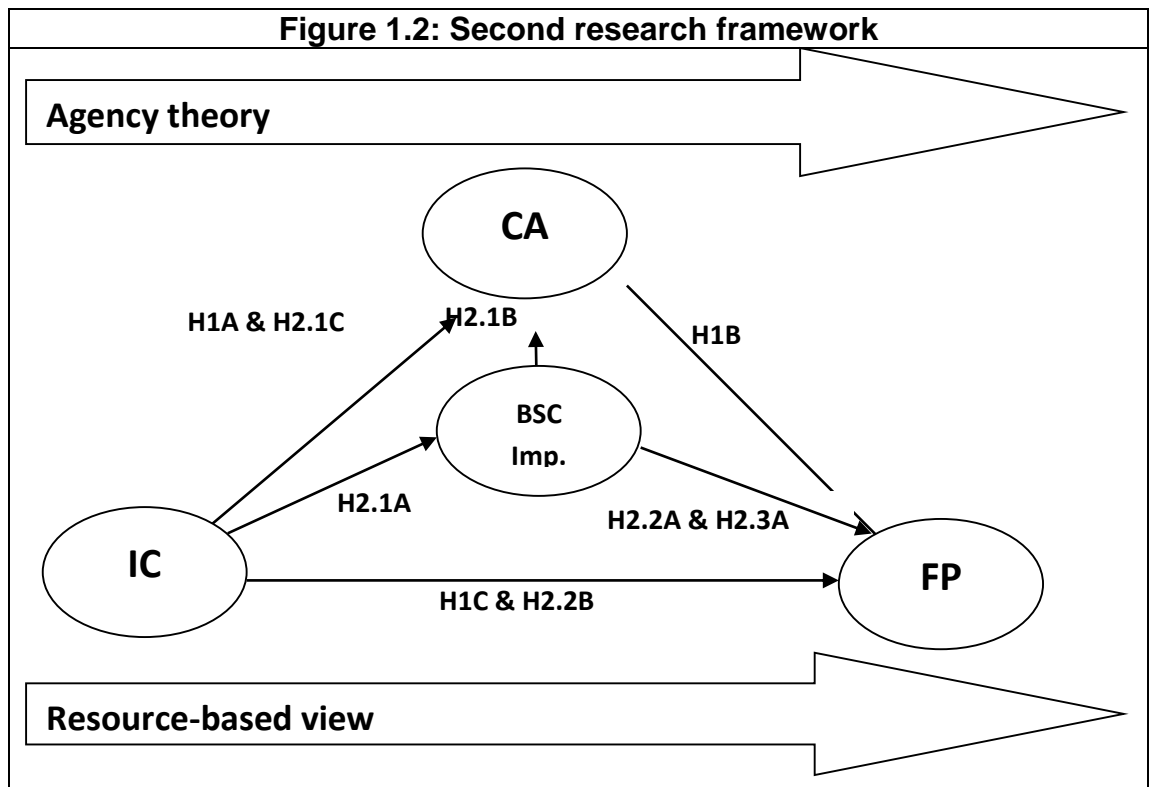 Figure 1.2: Second research framework
Agency theory
CA
H1A & H2.1C
H2.1B
H1B
BSC
Imp.
H2.1A
H2.2A & H2.3A
IC
FP
H1C & H2.2B
Resource-based view